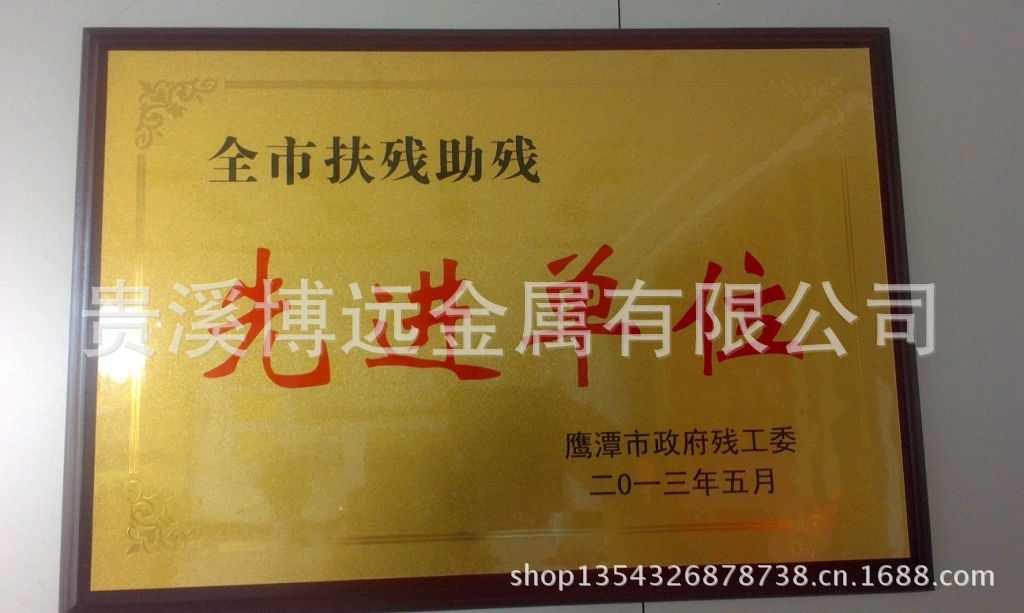 全市扶残助残
先进单位
贵溪博远金属有限公司
鹰潭市政府残工委
二0一三年五月
shop1354326878738.cn.1688.com